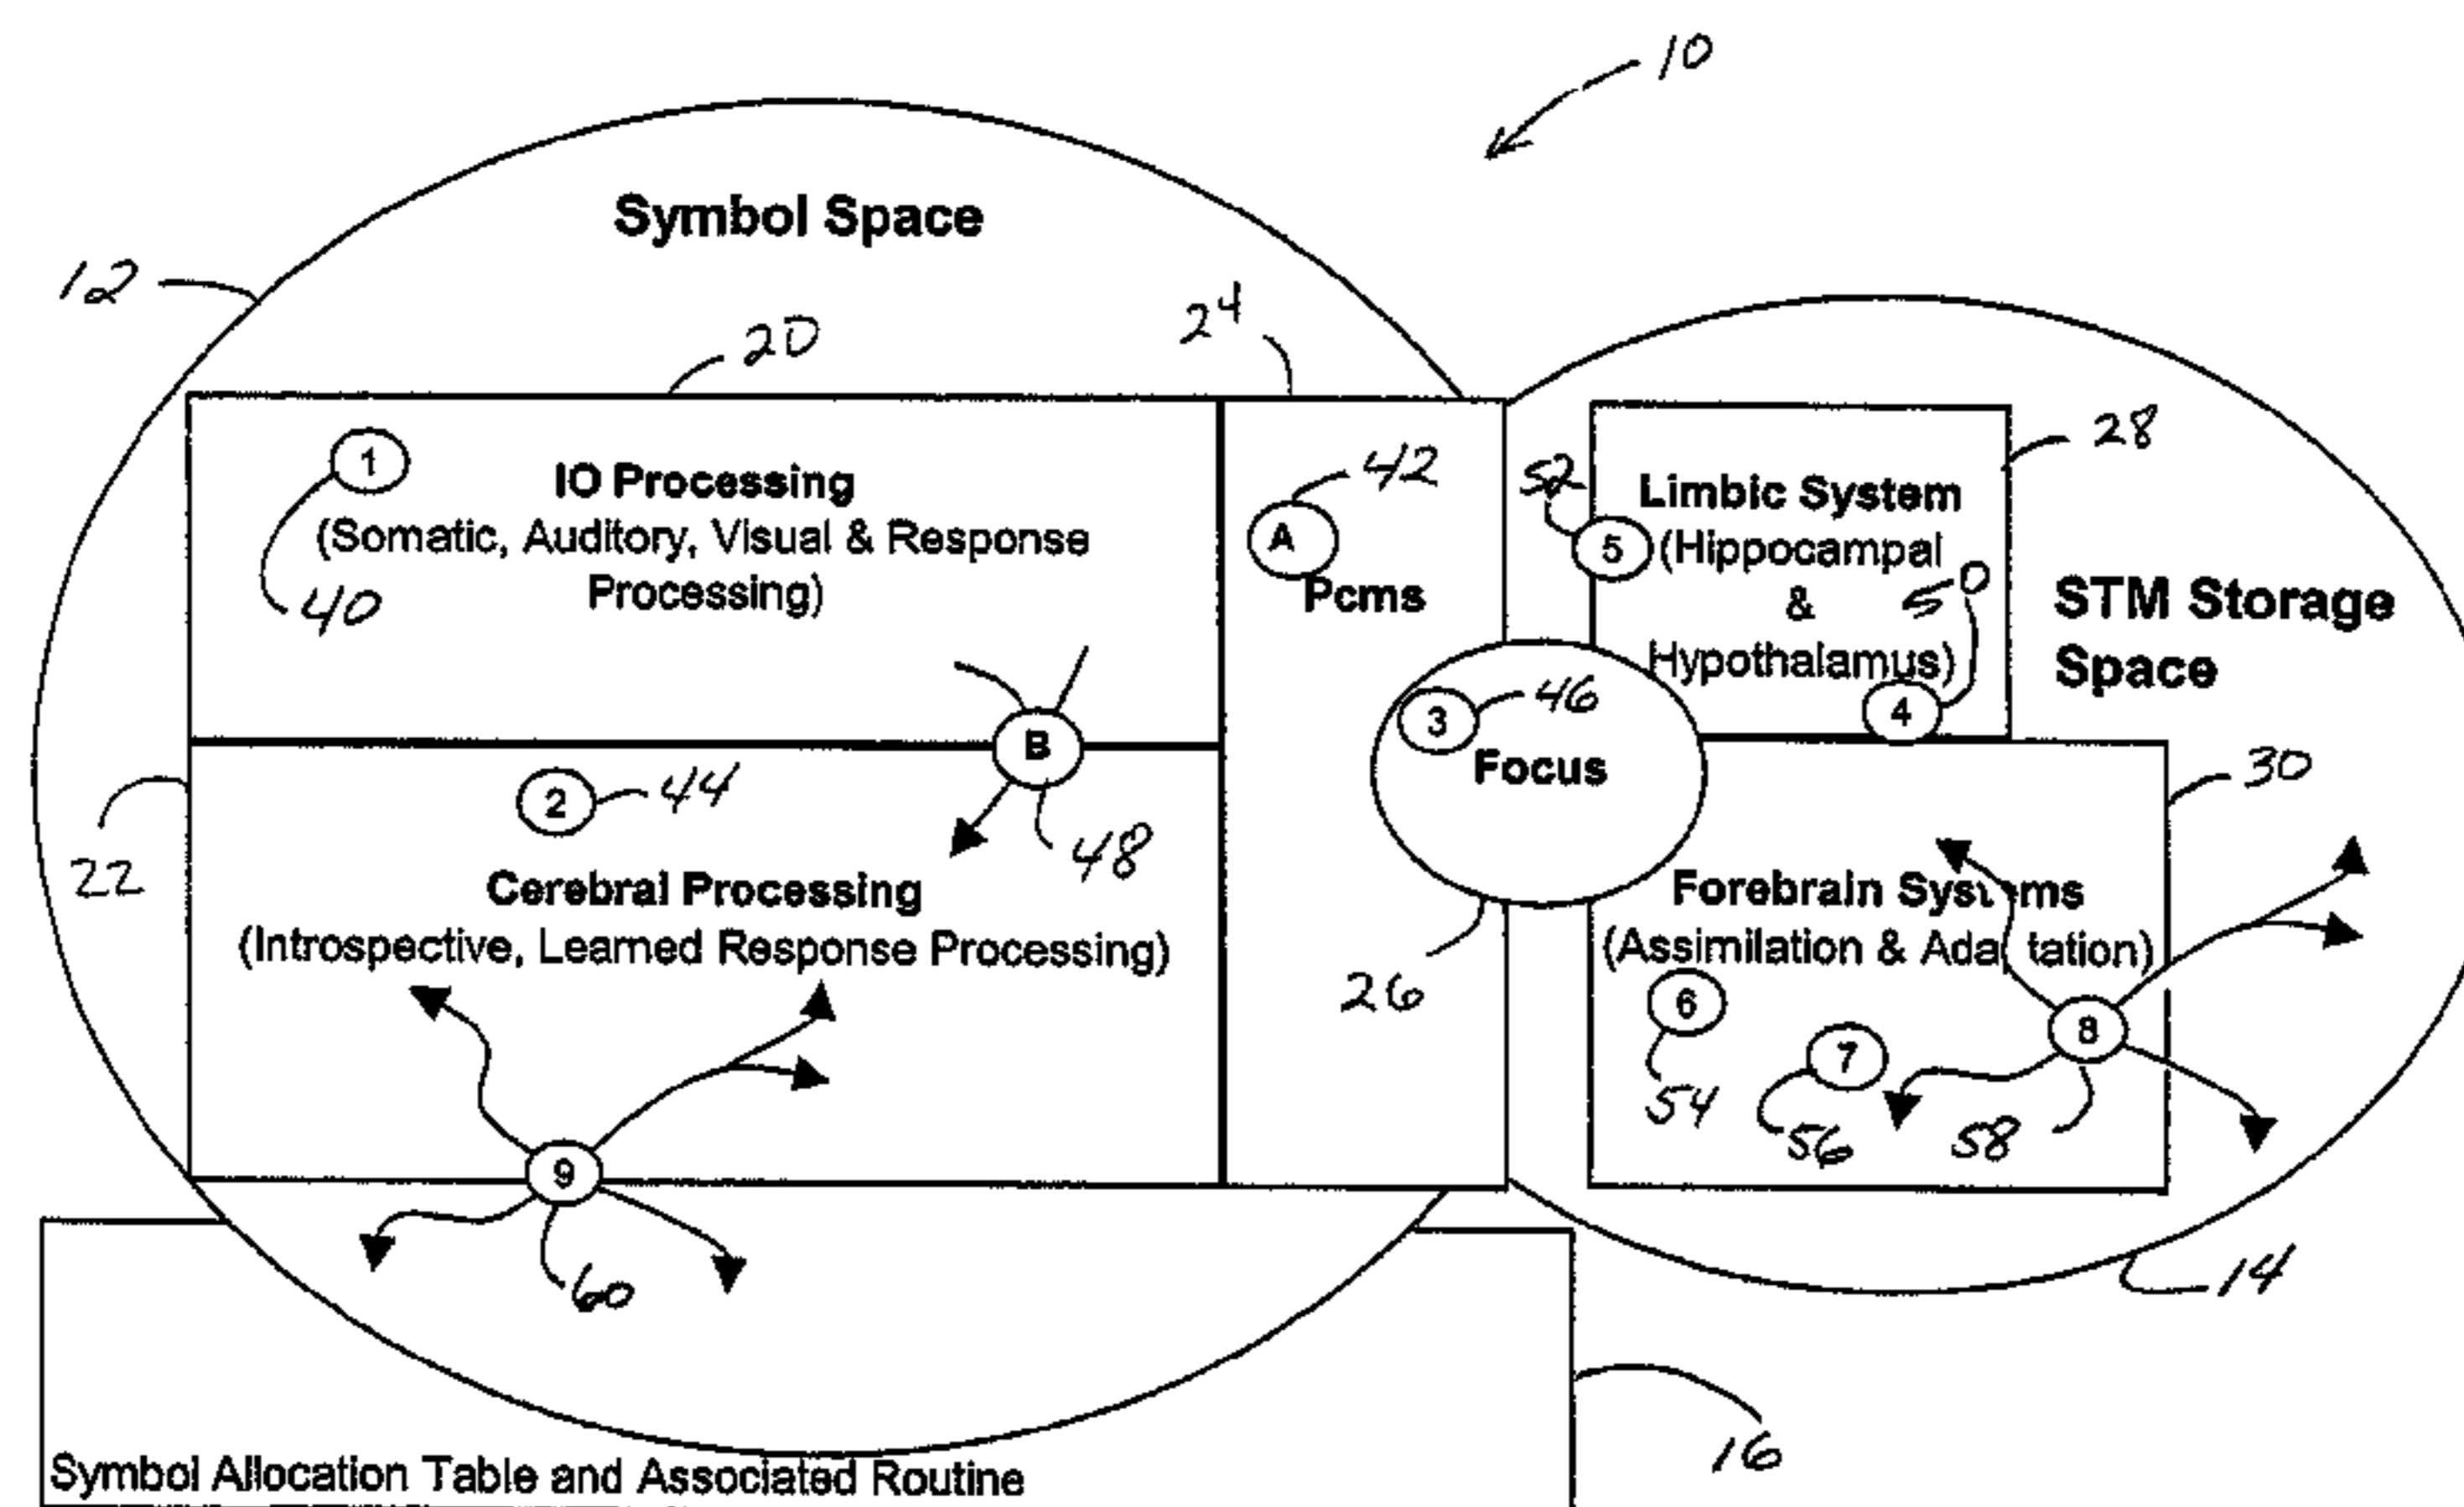 10
Symbol Space
12
20
24
28
1
IO Processing
(Somatic, Auditory, Visual & Response
Processing)
40
42
A
Pcms
52
5
Limbic System
(Hippocampal
&
Hypothalamus)
50
4
STM Storage
Space
B
48
3
46
Focus
26
2
44
22
Cerebral Processing
(Introspective, Learned Response Processing)
30
Forebrain Systems
(Assimilation & Ada tation)
6
54
7
56
8
58
9
60
14
16
Symbol Allocation Table and Associated Routine